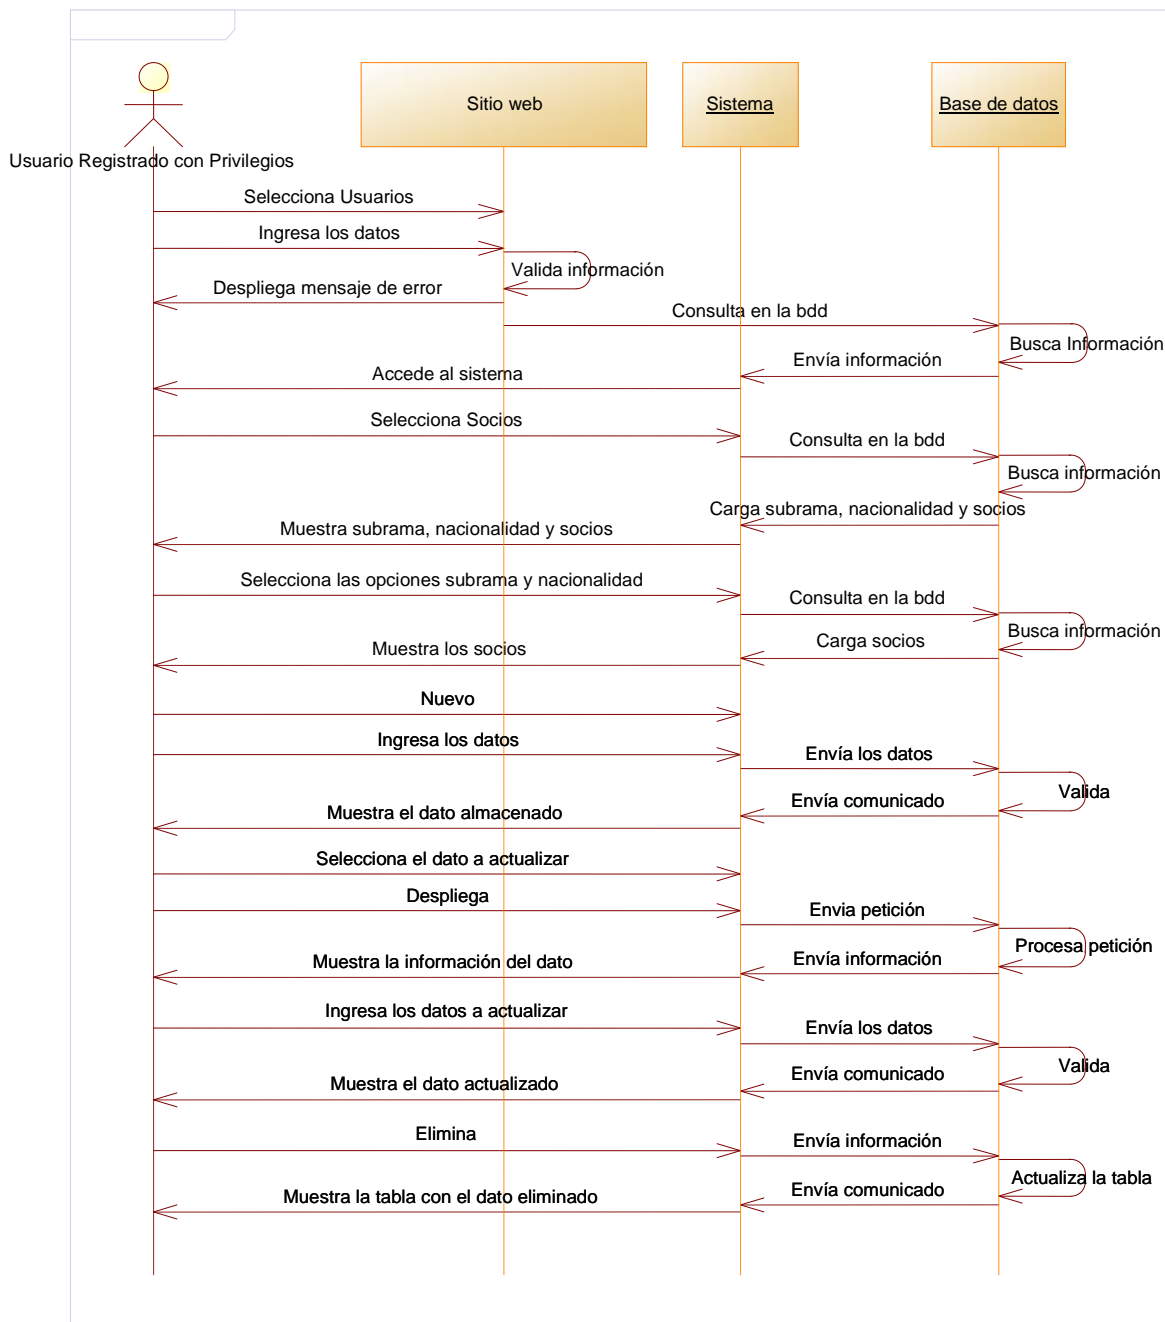 Sitio web
Sistema
Base de datos
Usuario Registrado con Privilegios
Selecciona Usuarios
Ingresa los datos
Valida información
Despliega mensaje de error
Consulta en la bdd
Busca Información
Envía información
Accede al sistema
Selecciona Socios
Consulta en la bdd
Busca información
Carga subrama, nacionalidad y socios
Muestra subrama, nacionalidad y socios
Selecciona las opciones subrama y nacionalidad
Consulta en la bdd
Busca información
Carga socios
Muestra los socios
Nuevo
Ingresa los datos
Envía los datos
Valida
Envía comunicado
Muestra el dato almacenado
Selecciona el dato a actualizar
Despliega
Envia petición
Procesa petición
Envía información
Muestra la información del dato
Ingresa los datos a actualizar
Envía los datos
Valida
Envía comunicado
Muestra el dato actualizado
Elimina
Envía información
Actualiza la tabla
Envía comunicado
Muestra la tabla con el dato eliminado